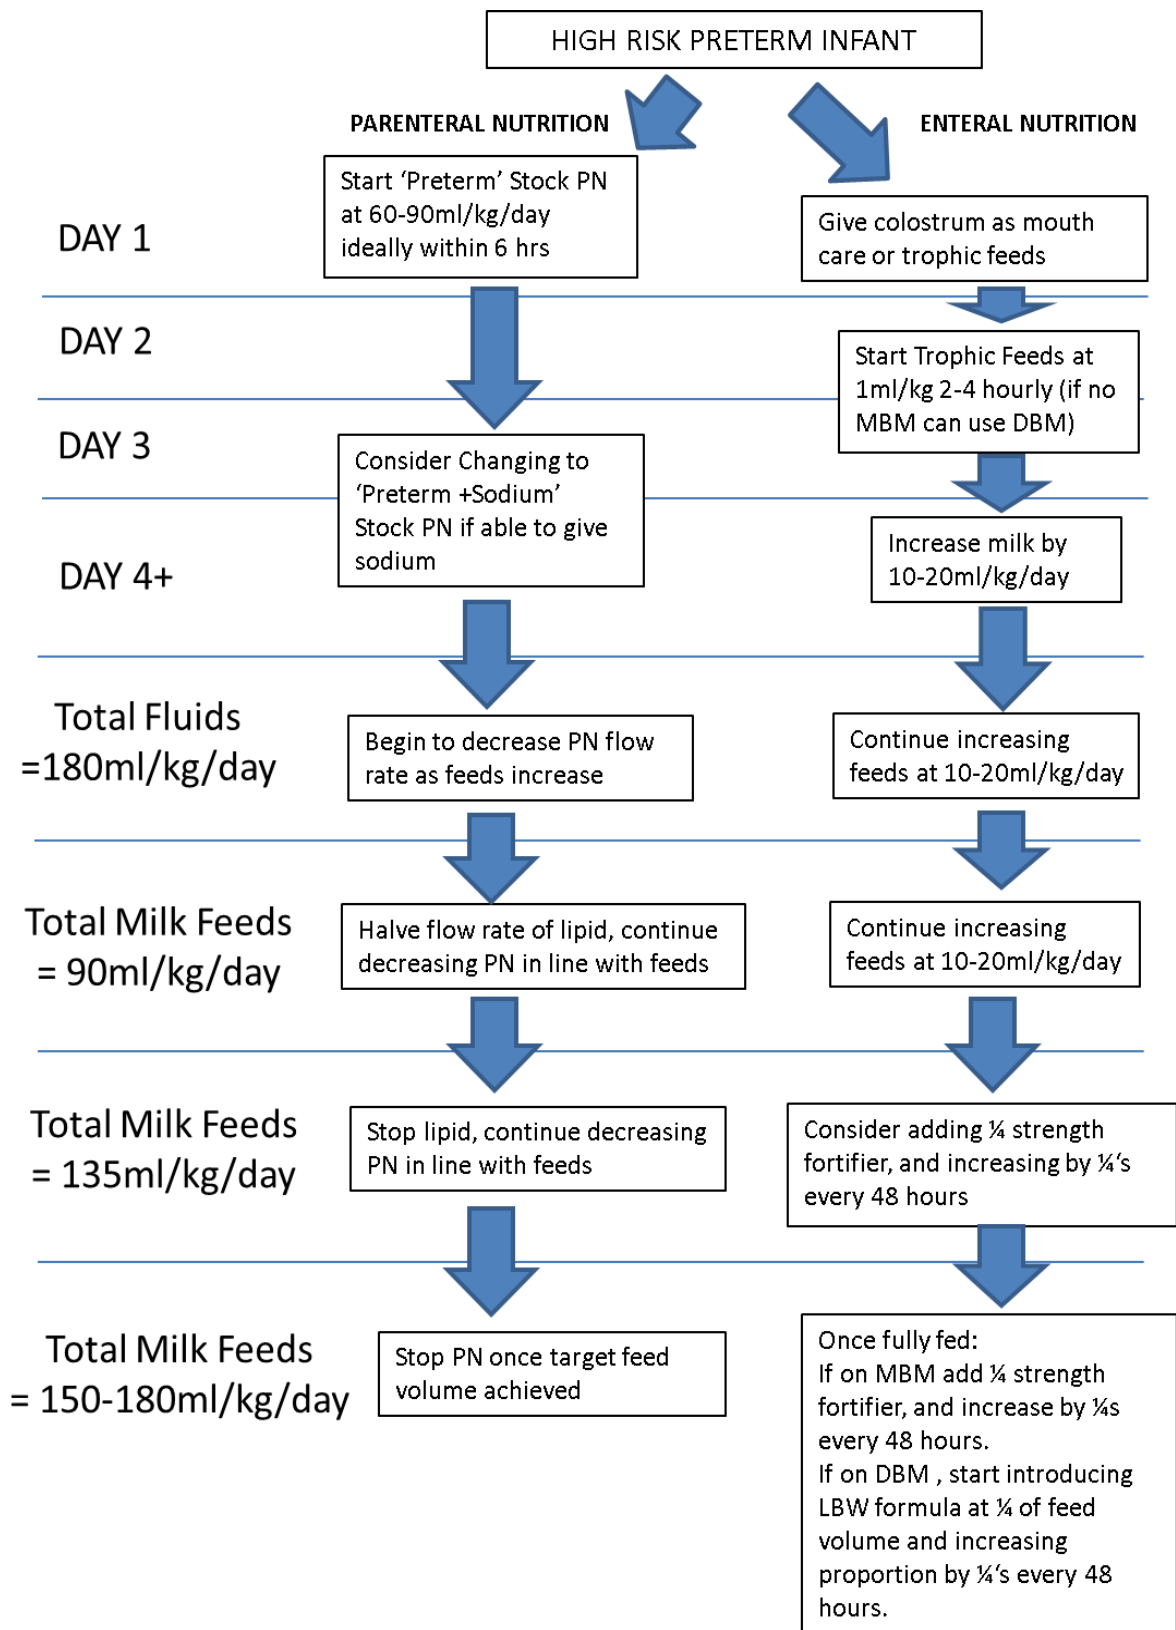 HIGH RISK PRETERM INFANT
PARENTERAL NUTRITION
ENTERAL NUTRITION
DAY 1
Start ‘Preterm’ Stock PN
at 60-90ml/kg/day
ideally within 6 hrs
Give colostrum as mouth
care or trophic feeds
DAY 2
Start Trophic Feeds at
1ml/kg 2-4 hourly (if no
MBM can use DBM)
DAY 3
Consider Changing to
‘Preterm +Sodium’
Stock PN if able to give
sodium
DAY 4+
Increase milk by
10-20ml/kg/day
Total Fluids
=180ml/kg/day
Begin to decrease PN flow
rate as feeds increase
Continue increasing
feeds at 10-20ml/kg/day
Total Milk Feeds
= 90ml/kg/day
Halve flow rate of lipid, continue
decreasing PN in line with feeds
Continue increasing
feeds at 10-20ml/kg/day
Total Milk Feeds
= 135ml/kg/day
Stop lipid, continue decreasing
PN in line with feeds
Consider adding ¼ strength
fortifier, and increasing by ¼‘s
every 48 hours
Total Milk Feeds
= 150-180ml/kg/day
Stop PN once target feed
volume achieved
Once fully fed:
If on MBM add ¼ strength
fortifier, and increase by ¼s
every 48 hours.
If on DBM , start introducing
LBW formula at ¼ of feed
volume and increasing
proportion by ¼‘s every 48
hours.